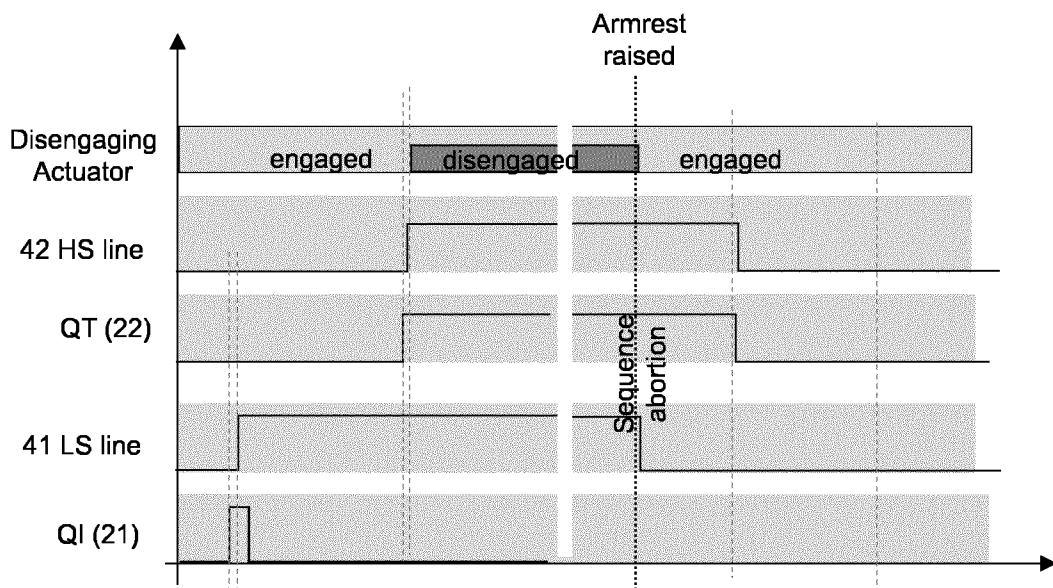 Armrest
raised
Disengaging
Actuator
engaged
disengaged
engaged
42 HS line
QT (22)
Sequence
abortion
41 LS line
QI (21)